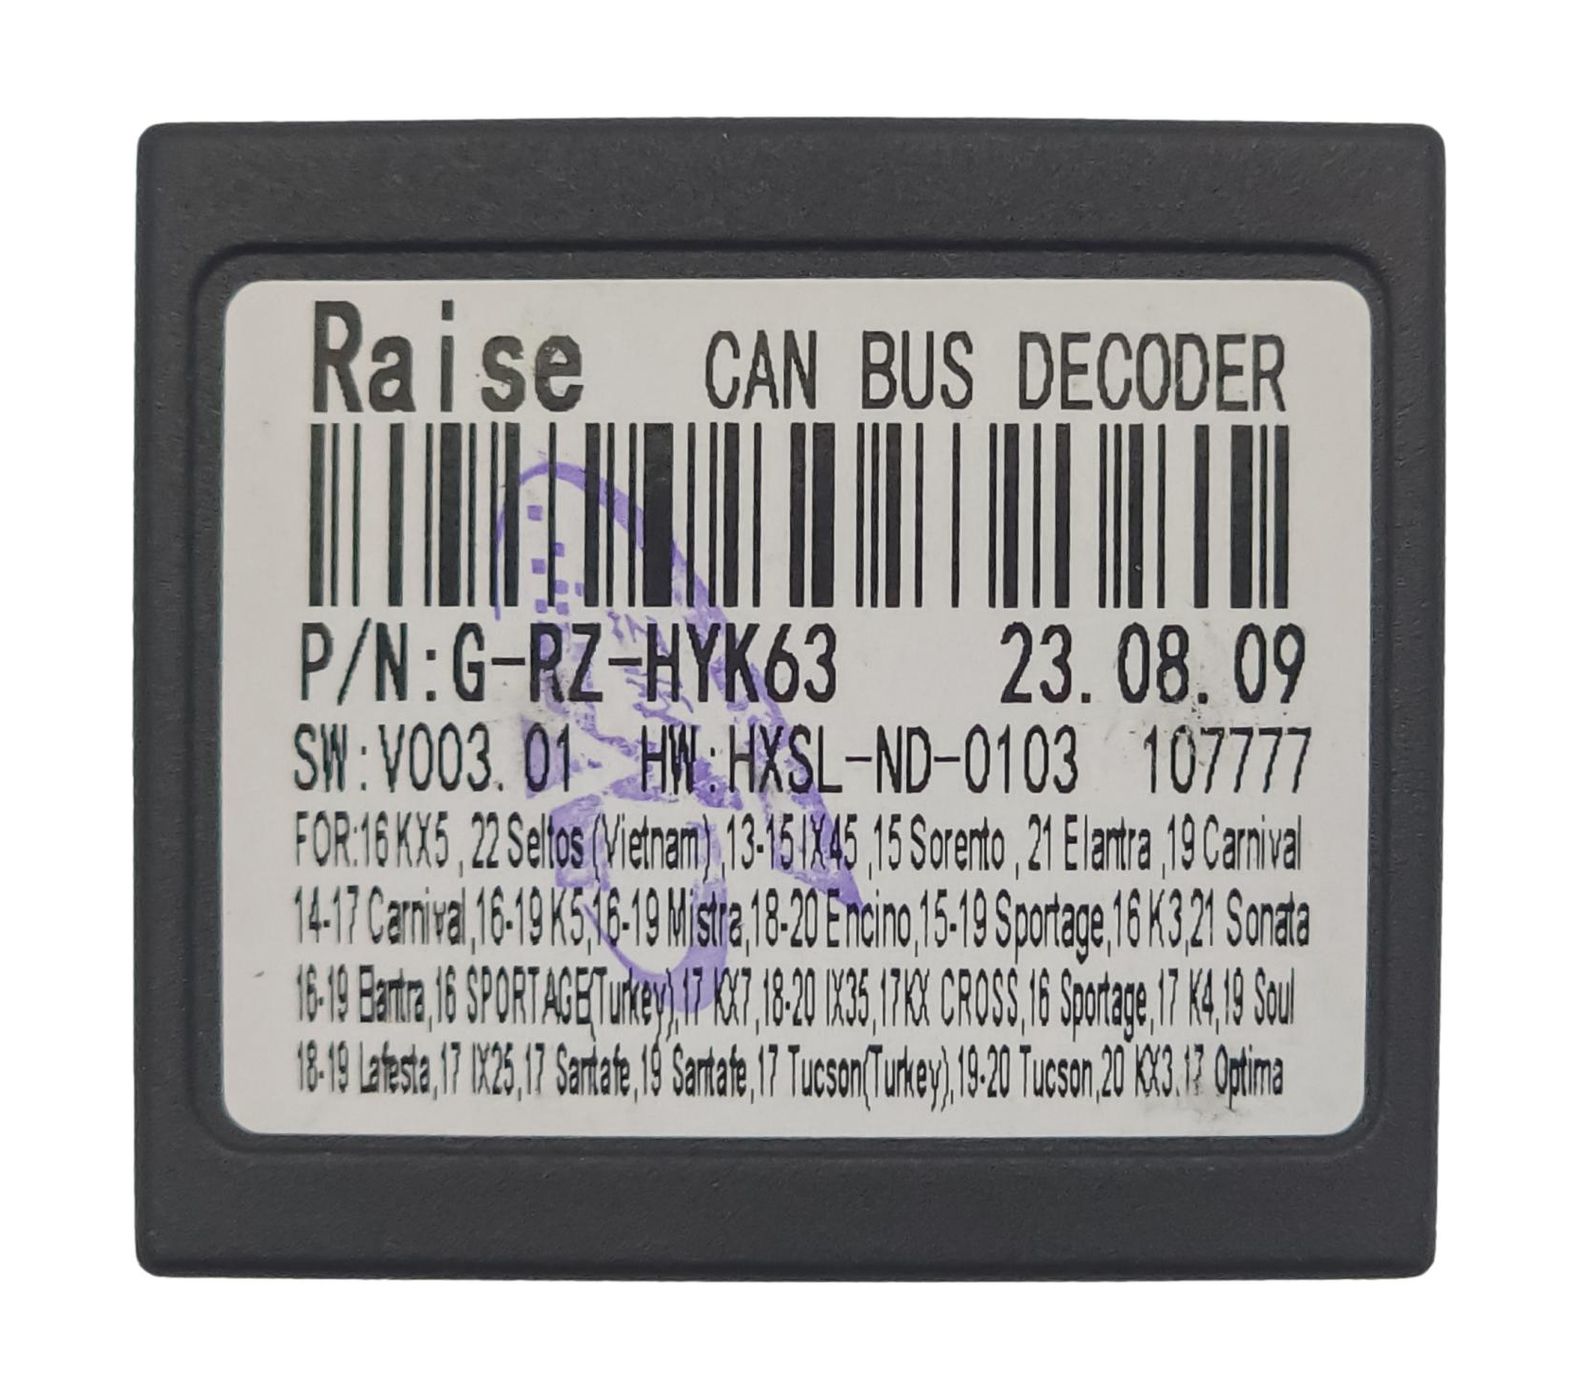 Raise CAN BUS DECODER
P/N:G-RZ-HYK63 23.08.09
SW:V003.01 HW:HXSL-ND-0103 107777
FOR:16 KX5 ,22 Seltos (Vietnam) ,13-15 IX45 ,15 Sorento , 21 Elantra ,19 Carnival
14-17 Carnival,16-19 K5,16-19 Mistra,18-20 Encino,15-19 Sportage,16 K3,21 Sonata
16-19 Elantra,16 SPORTAGE(Turkey),17 KX7,18-20 IX35,17KX CROSS,16 Sportage,17 K4,19 Soul
18-19 Lafesta,17 IX25,17 Santafe,19 Santafe,17 Tucson(Turkey),19-20 Tucson,20 KX3,17 Optima